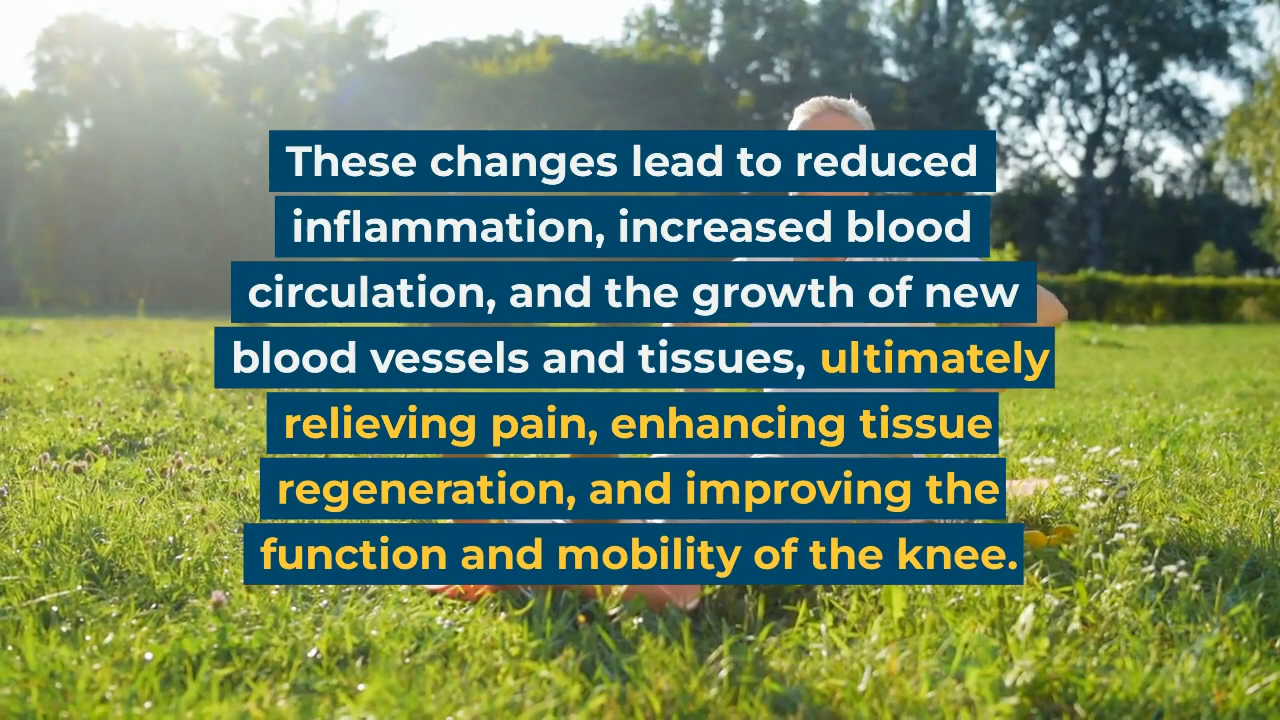 These changes lead to reduced
inflammation, increased blood
circulation, and the growth of new
blood vessels and tissues, ultimately
relieving pain, enhancing tissue
regeneration, and improving the
function and mobility of the knee.